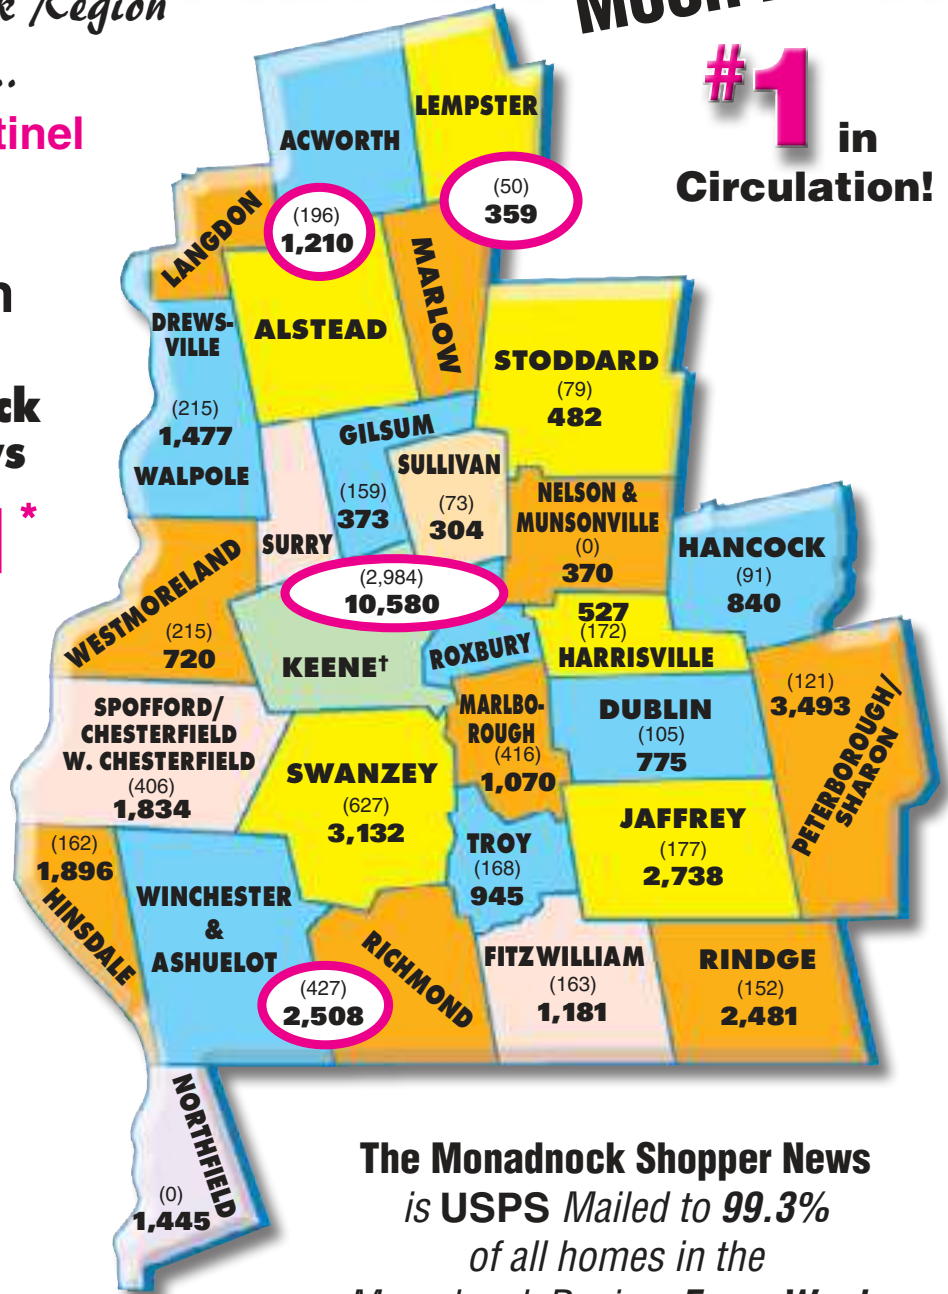 Region
#1 in
Circulation!
tinel
LEMPSTER
ACWORTH
(50)
359
LANGDON
(196)
1,210
MARLOW
DREWS-
VILLE
ALSTEAD
STODDARD
(79)
482
(215)
1,477
WALPOLE
GILSUM
(159)
373
SULLIVAN
(73)
304
NELSON &
MUNSONVILLE
(0)
370
SURRY
HANCOCK
(91)
840
WESTMORELAND
(215)
720
(2,984)
10,580
KEENE†
ROXBURY
527
(172)
HARRISVILLE
SPOFFORD/
CHESTERFIELD
W. CHESTERFIELD
(406)
1,834
MARLBO-
ROUGH
(416)
1,070
DUBLIN
(105)
775
(121)
3,493
PETERBOROUGH/
SHARON
SWANZEY
(627)
3,132
TROY
(168)
945
JAFFREY
(177)
2,738
(162)
1,896
HINSDALE
WINCHESTER
&
ASHUELOT
(427)
2,508
RICHMOND
FITZWILLIAM
(163)
1,181
RINDGE
(152)
2,481
NORTHFIELD
(0)
1,445
The Monadnock Shopper News
is USPS Mailed to 99.3%
of all homes in the